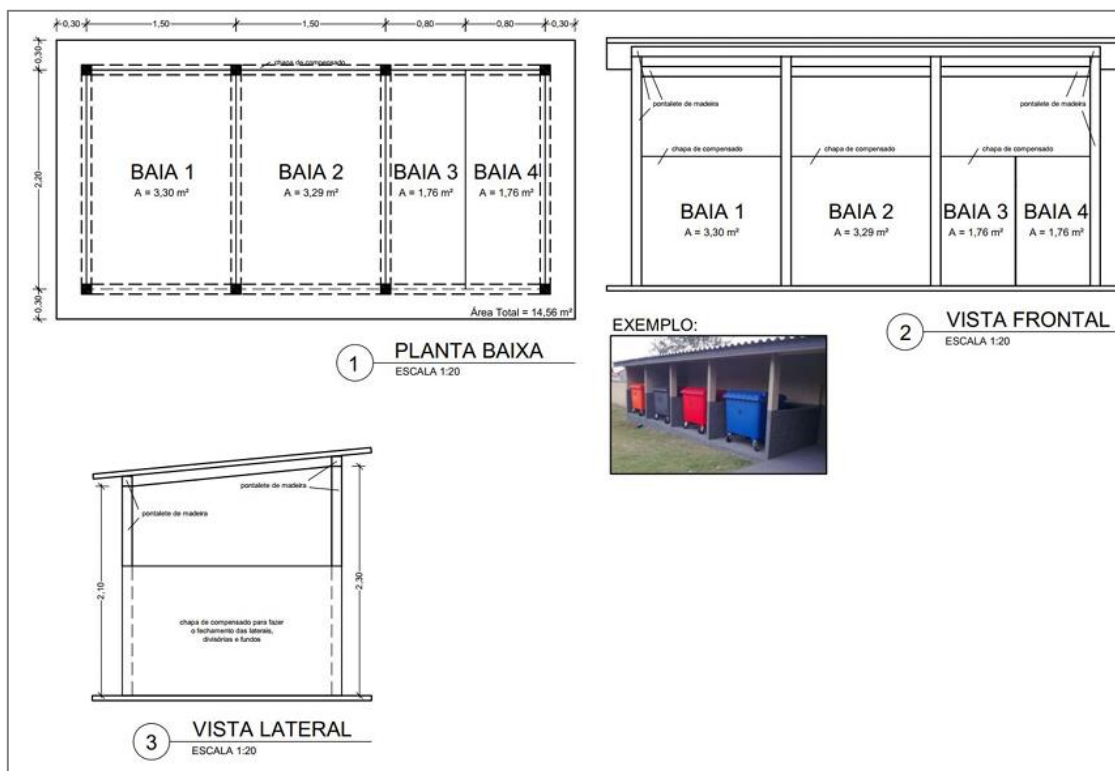 0,30
1,50
1,50
0,80
0,80
0,30
0,30
2,20
0,30
chapa de compensado
BAIA 1
A = 3,30 m²
BAIA 2
A = 3,29 m²
BAIA 3
A = 1,76 m²
BAIA 4
A = 1,76 m²
Área Total = 14,56 m²
1
PLANTA BAIXA
ESCALA 1:20
pontalete de madeira
pontalete de madeira
chapa de compensado
chapa de compensado
chapa de compensado
BAIA 1
A = 3,30 m²
BAIA 2
A = 3,29 m²
BAIA 3
A = 1,76 m²
BAIA 4
A = 1,76 m²
2
VISTA FRONTAL
ESCALA 1:20
EXEMPLO:
pontalete de madeira
pontalete de madeira
2,10
2,30
chapa de compensado para fazer
o fechamento das laterais,
divisórias e fundos
3
VISTA LATERAL
ESCALA 1:20